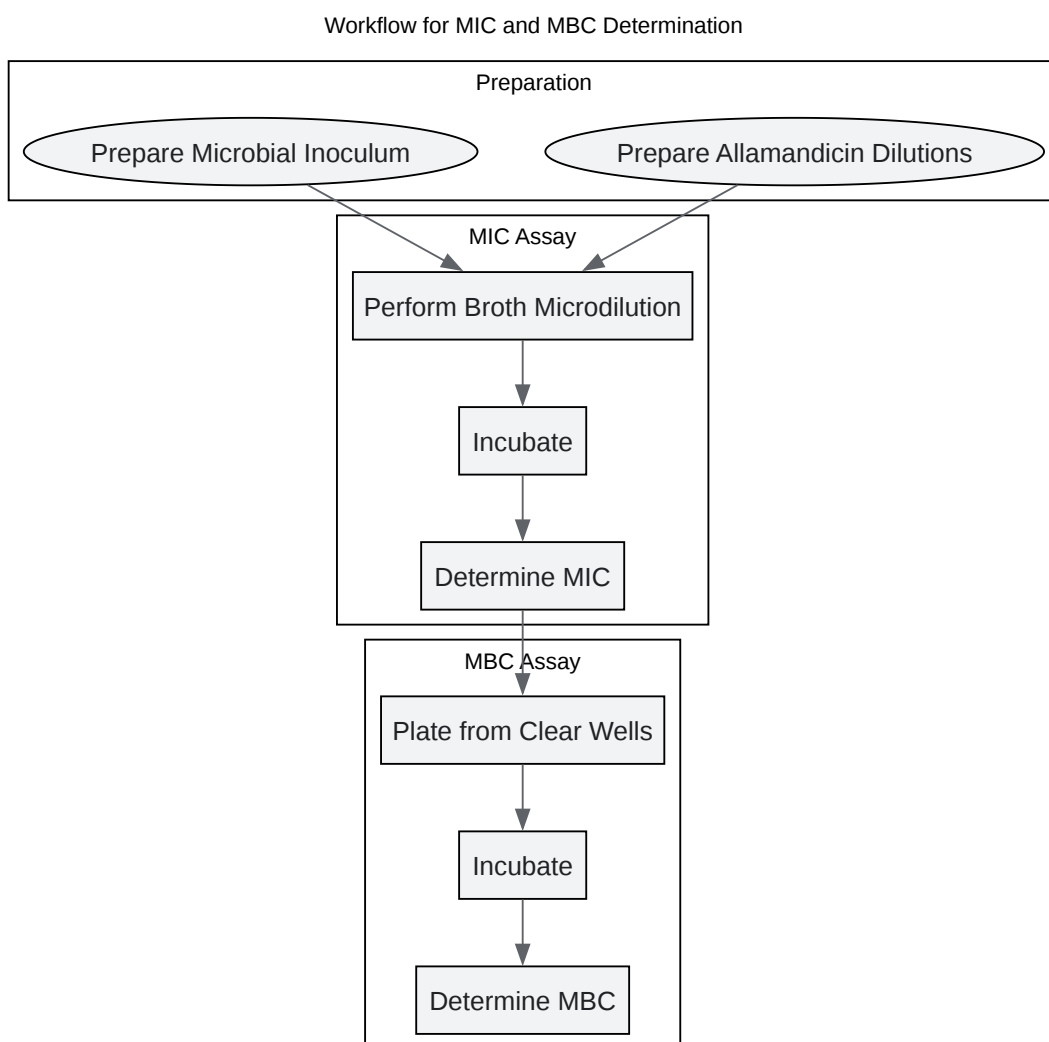 Workflow for MIC and MBC Determination
Preparation
Prepare Microbial Inoculum
Prepare Allamandicin Dilutions
MIC Assay
Perform Broth Microdilution
Incubate
Determine MIC
MBC Assay
Plate from Clear Wells
Incubate
Determine MBC